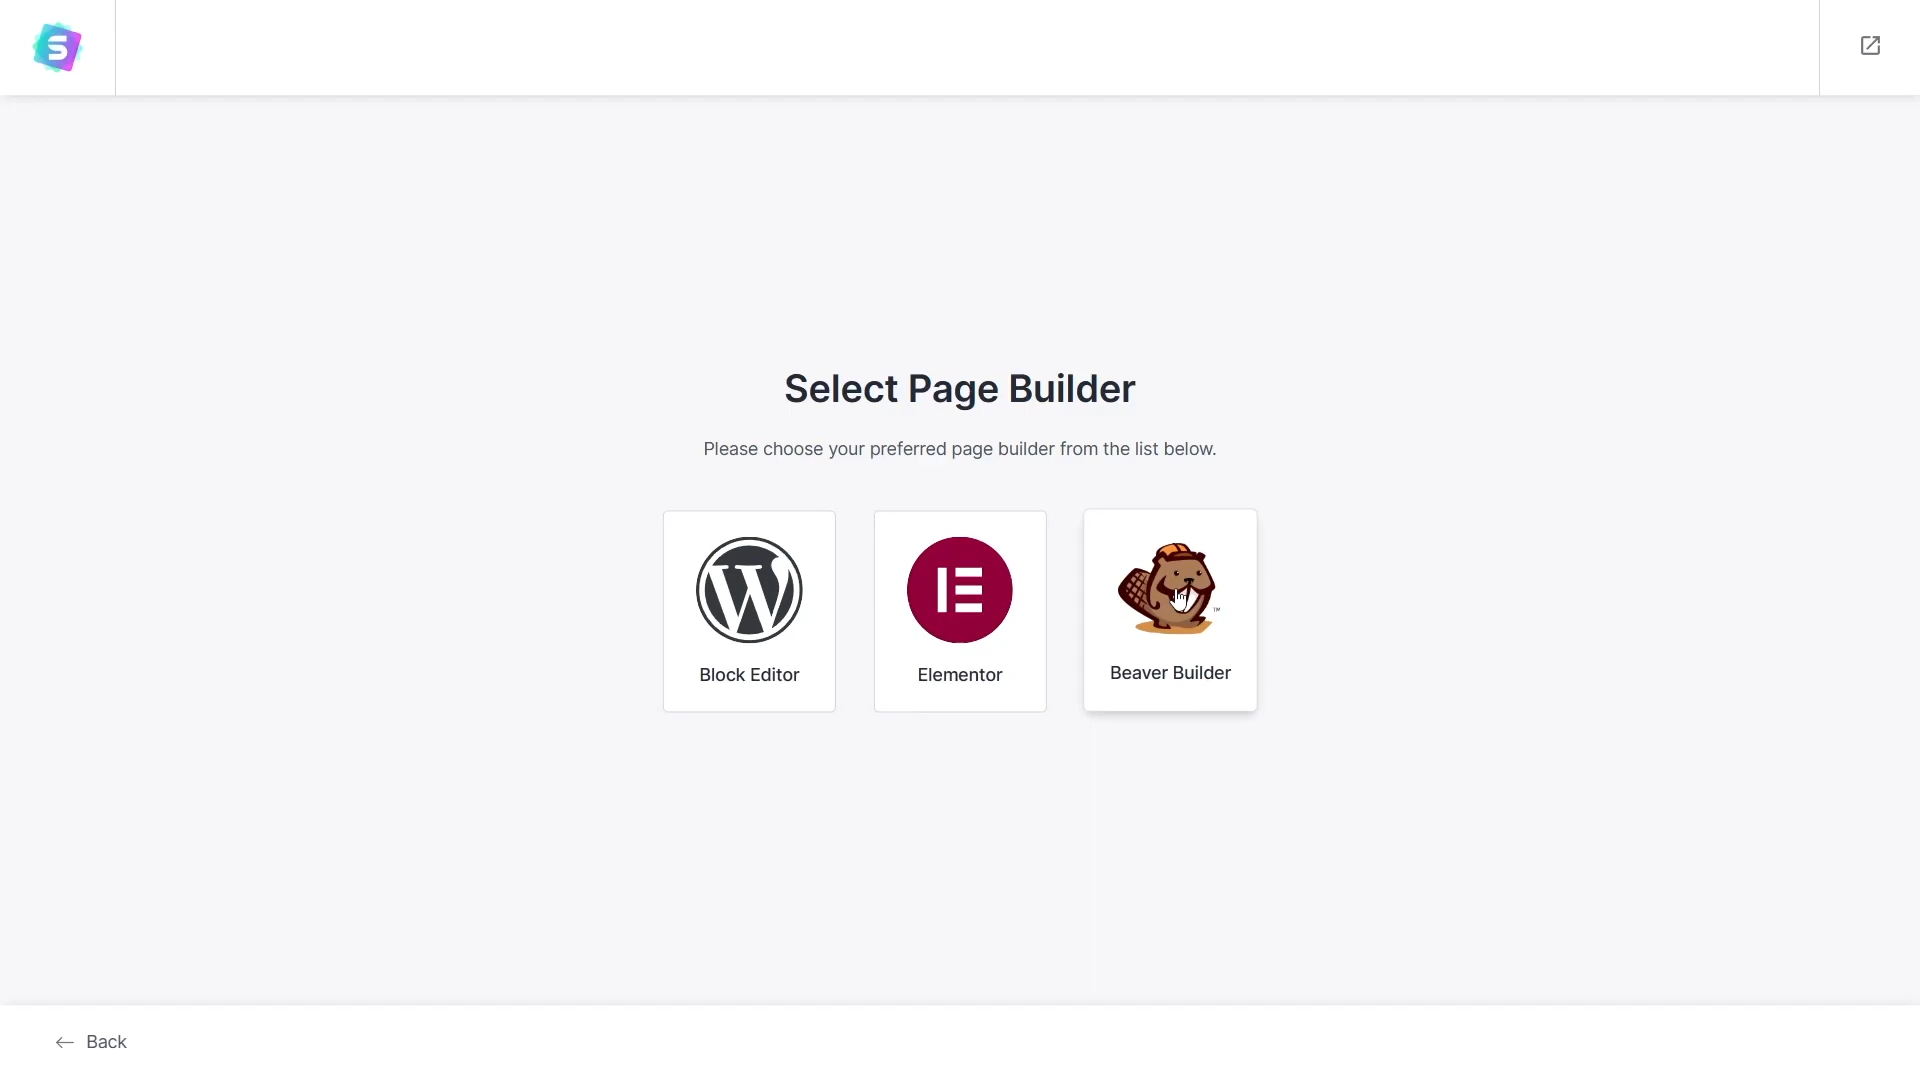 S
Select Page Builder
Please choose your preferred page builder from the list below.
Block Editor
Elementor
Beaver Builder
™
Back